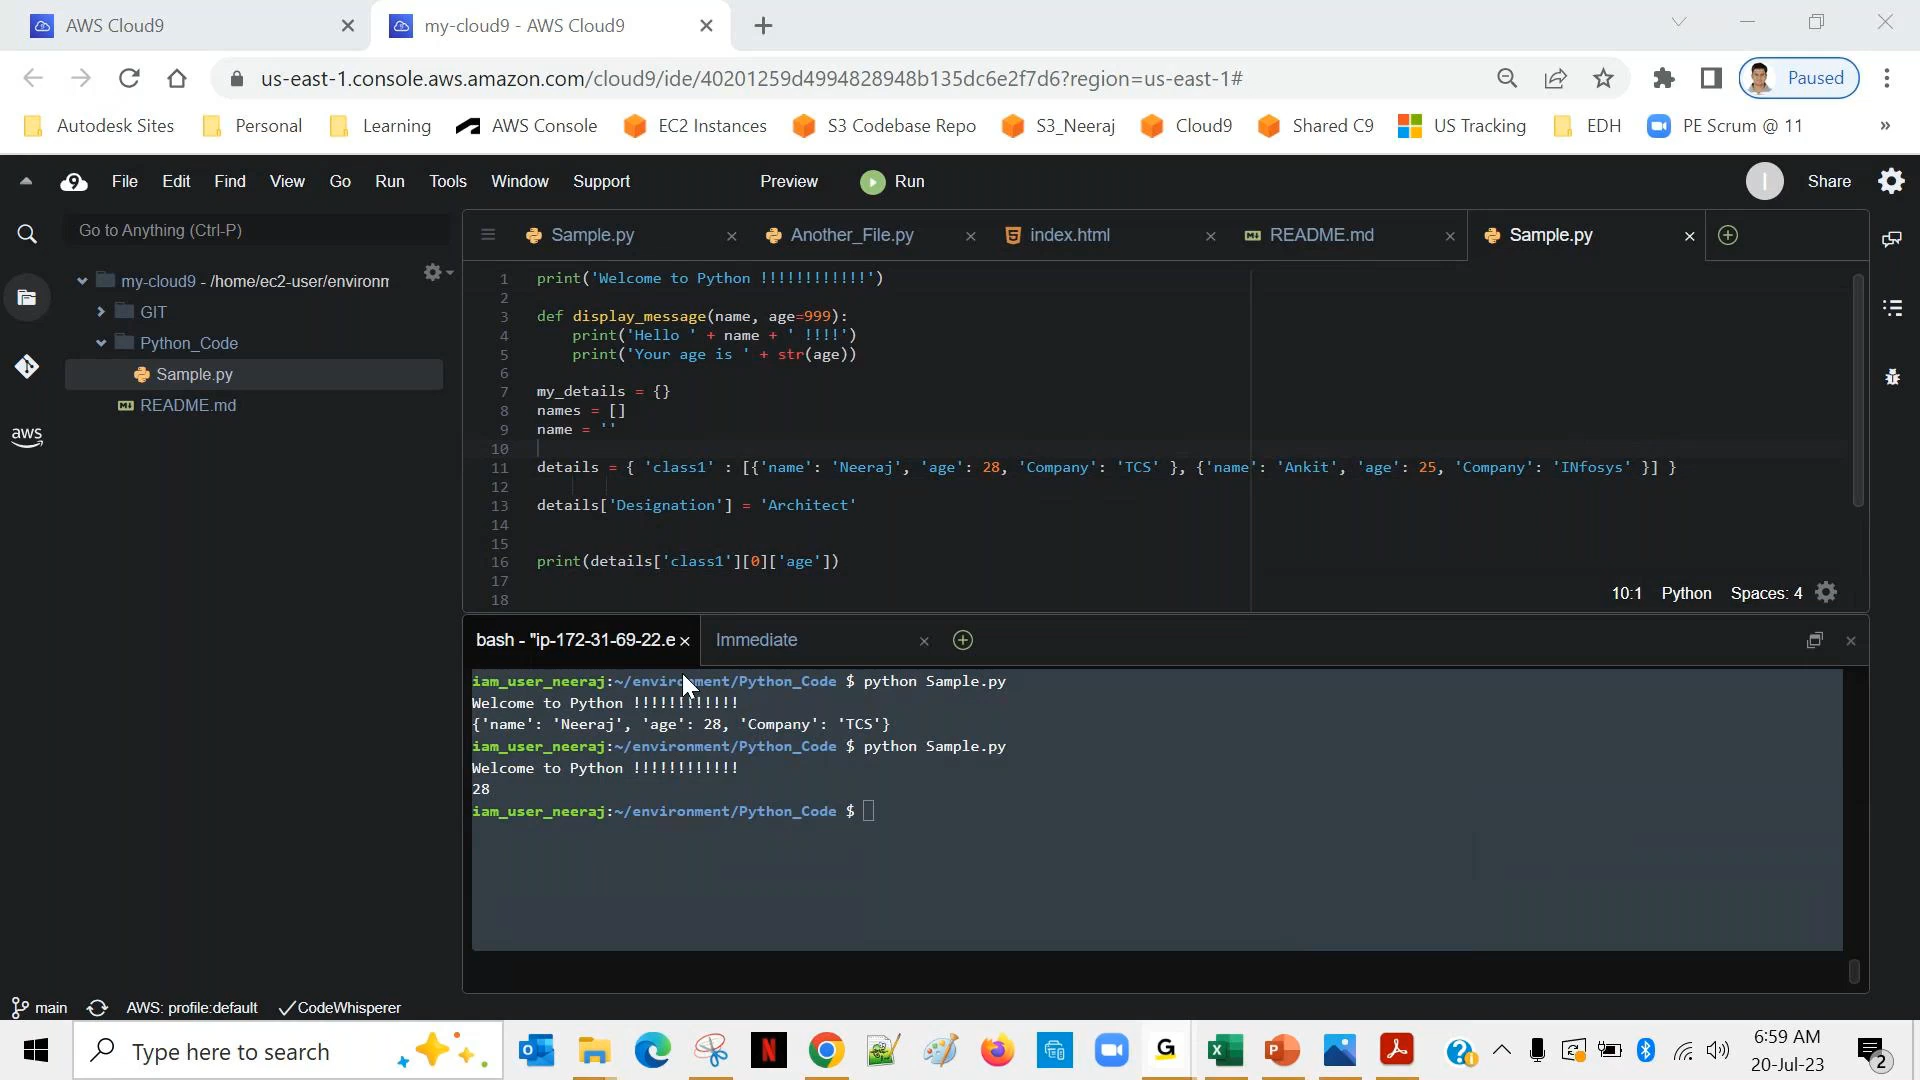 AWS Cloud9
my-cloud9 - AWS Cloud9
us-east-1.console.aws.amazon.com/cloud9/ide/40201259d4994828948b135dc6e2f7d6?region=us-east-1#
Paused
Autodesk Sites
Personal
Learning
AWS Console
EC2 Instances
S3 Codebase Repo
S3_Neeraj
Cloud9
Shared C9
US Tracking
EDH
PE Scrum @ 11
»
9 File Edit Find View Go Run Tools Window Support
Preview
Run
I
Share
Go to Anything (Ctrl-P)
Sample.py
Another_File.py
index.html
README.md
Sample.py
my-cloud9 - /home/ec2-user/environm
GIT
Python_Code
Sample.py
README.md
aws
1 print('Welcome to Python !!!!!!!!!!!!')
2
3 def display_message(name, age=999):
4 print('Hello ' + name + ' !!!!')
5 print('Your age is ' + str(age))
6
7 my_details = {}
8 names = []
9 name = ''
10
11 details = { 'class1' : [{'name': 'Neeraj', 'age': 28, 'Company': 'TCS' }, {'name': 'Ankit', 'age': 25, 'Company': 'INfosys' }] }
12
13 details['Designation'] = 'Architect'
14
15
16 print(details['class1'][0]['age'])
17
18
10:1 Python Spaces: 4
bash - "ip-172-31-69-22.e
Immediate
iam_user_neeraj:~/environment/Python_Code $ python Sample.py
Welcome to Python !!!!!!!!!!!!
{'name': 'Neeraj', 'age': 28, 'Company': 'TCS'}
iam_user_neeraj:~/environment/Python_Code $ python Sample.py
Welcome to Python !!!!!!!!!!!!
28
iam_user_neeraj:~/environment/Python_Code $
main
AWS: profile:default
CodeWhisperer
Type here to search
N
G
X
P
6:59 AM
20-Jul-23
2